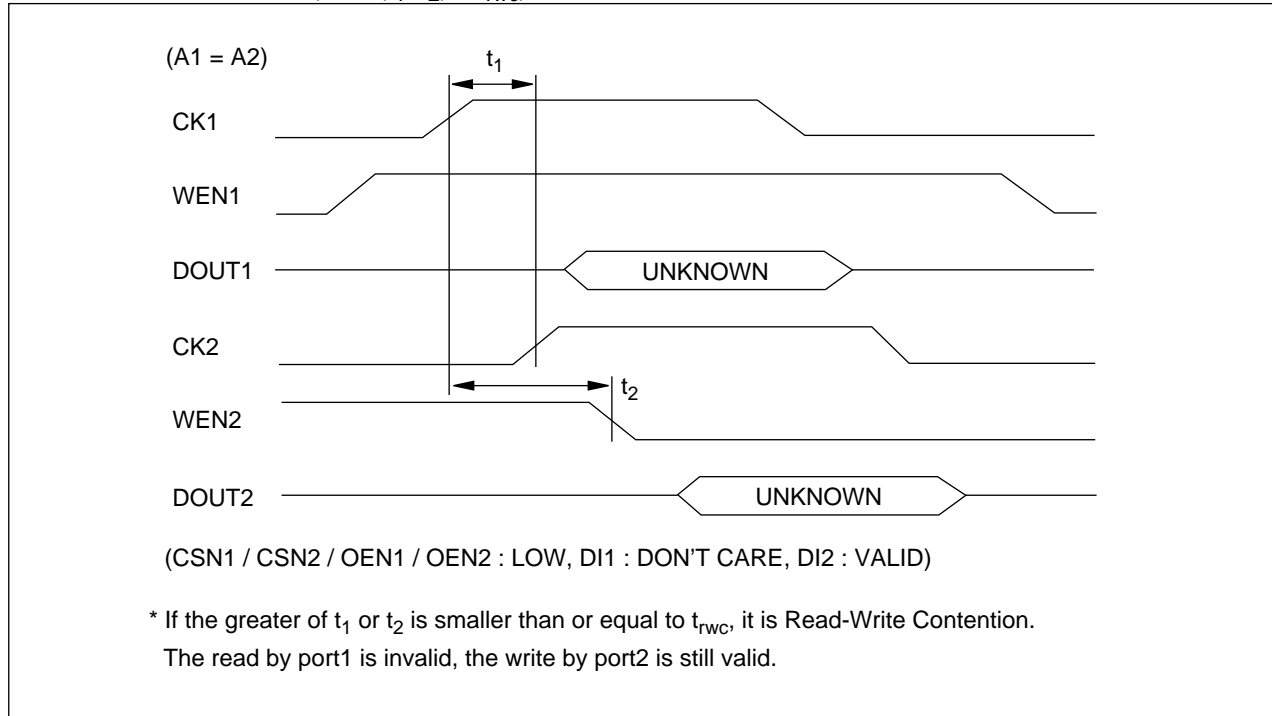 (A1 = A2)
t1
CK1
WEN1
DOUT1
UNKNOWN
CK2
t2
WEN2
DOUT2
UNKNOWN
(CSN1 / CSN2 / OEN1 / OEN2 : LOW, DI1 : DON'T CARE, DI2 : VALID)
* If the greater of t1 or t2 is smaller than or equal to trwc, it is Read-Write Contention.
The read by port1 is invalid, the write by port2 is still valid.